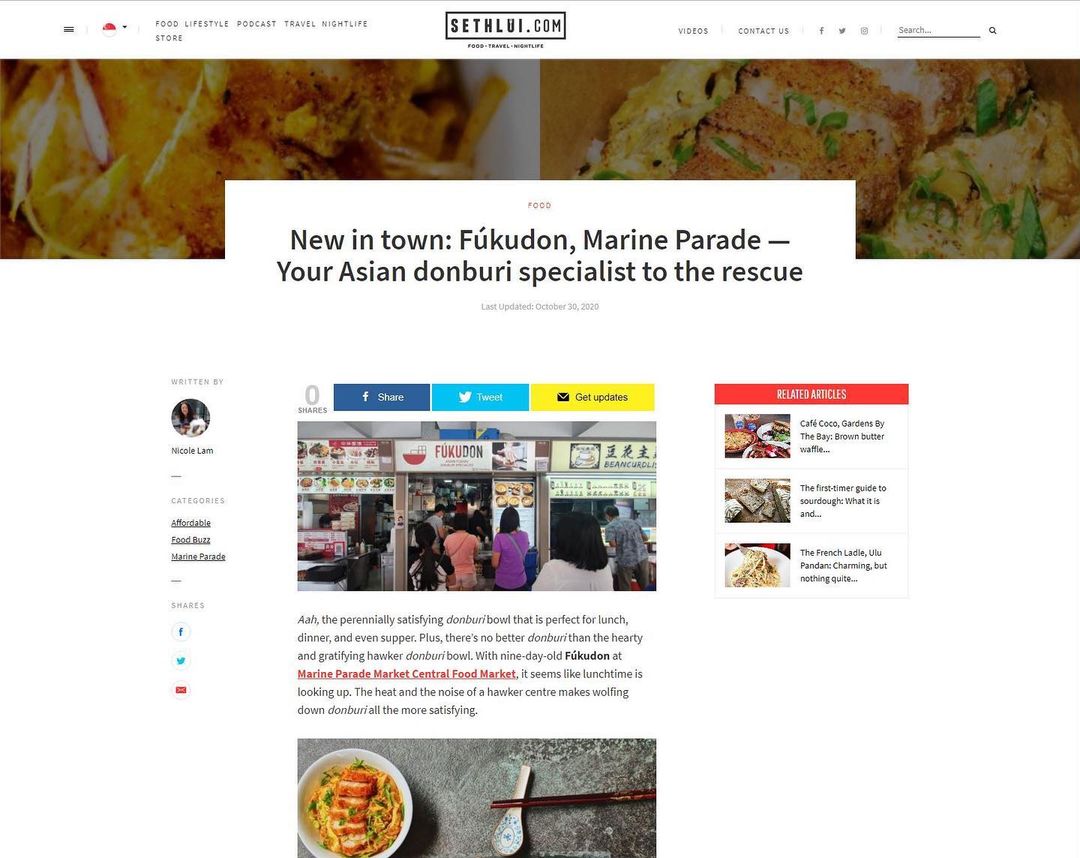 FOOD LIFESTYLE PODCAST TRAVEL NIGHTLIFE
STORE
SETHLUI.COM
FOOD • TRAVEL • NIGHTLIFE
VIDEOS
CONTACT US
Search...
FOOD
New in town: Fúkudon, Marine Parade —
Your Asian donburi specialist to the rescue
Last Updated: October 30, 2020
WRITTEN BY
Nicole Lam
—
CATEGORIES
Affordable
Food Buzz
Marine Parade
—
SHARES
0
SHARES
Share
Tweet
Get updates
FÚKUDON
豆花
BEANCURD
Aah, the perennially satisfying donburi bowl that is perfect for lunch,
dinner, and even supper. Plus, there's no better donburi than the hearty
and gratifying hawker donburi bowl. With nine-day-old Fúkudon at
Marine Parade Market Central Food Market, it seems like lunchtime is
looking up. The heat and the noise of a hawker centre makes wolfing
down donburi all the more satisfying.
RELATED ARTICLES
Café Coco, Gardens By
The Bay: Brown butter
waffle...
The first-timer guide to
sourdough: What it is
and...
The French Ladle, Ulu
Pandan: Charming, but
nothing quite...